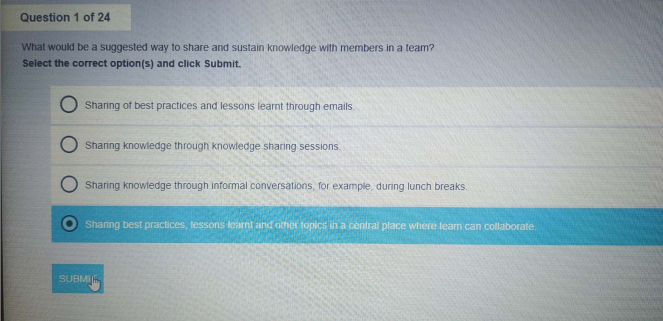 Question 1 of 24
What would be a suggested way to share and sustain knowledge with members in a team?
Select the correct option(s) and click Submit.
Sharing of best practices and lessons learnt through emails.
Sharing knowledge through knowledge sharing sessions.
Sharing knowledge through informal conversations, for example, during lunch breaks.
Sharing best practices, lessons learnt and other topics in a central place where team can collaborate.
SUBMIT